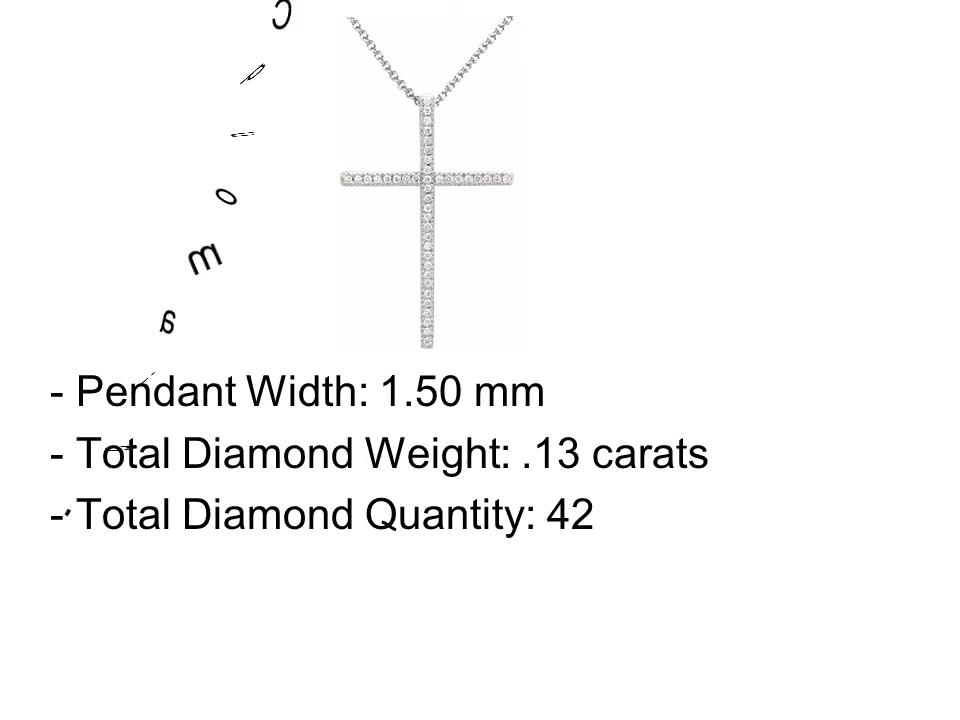 - Pendant Width: 1.50 mm
- Total Diamond Weight: .13 carats
- Total Diamond Quantity: 42